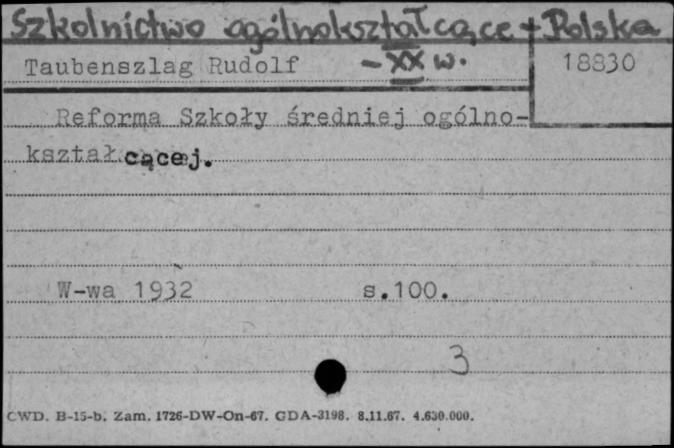 Szkolnictwo ogólnokształcące + Polska
Taubenszlag Rudolf - XX w. 18830
Reforma Szkoły średniej ogólno-
kształcącej.
W-wa 1932 s.100.
3
CWD. B-15-b. Zam. 1726-DW-On-67. GDA-3198. 8.11.67. 4.630.000.